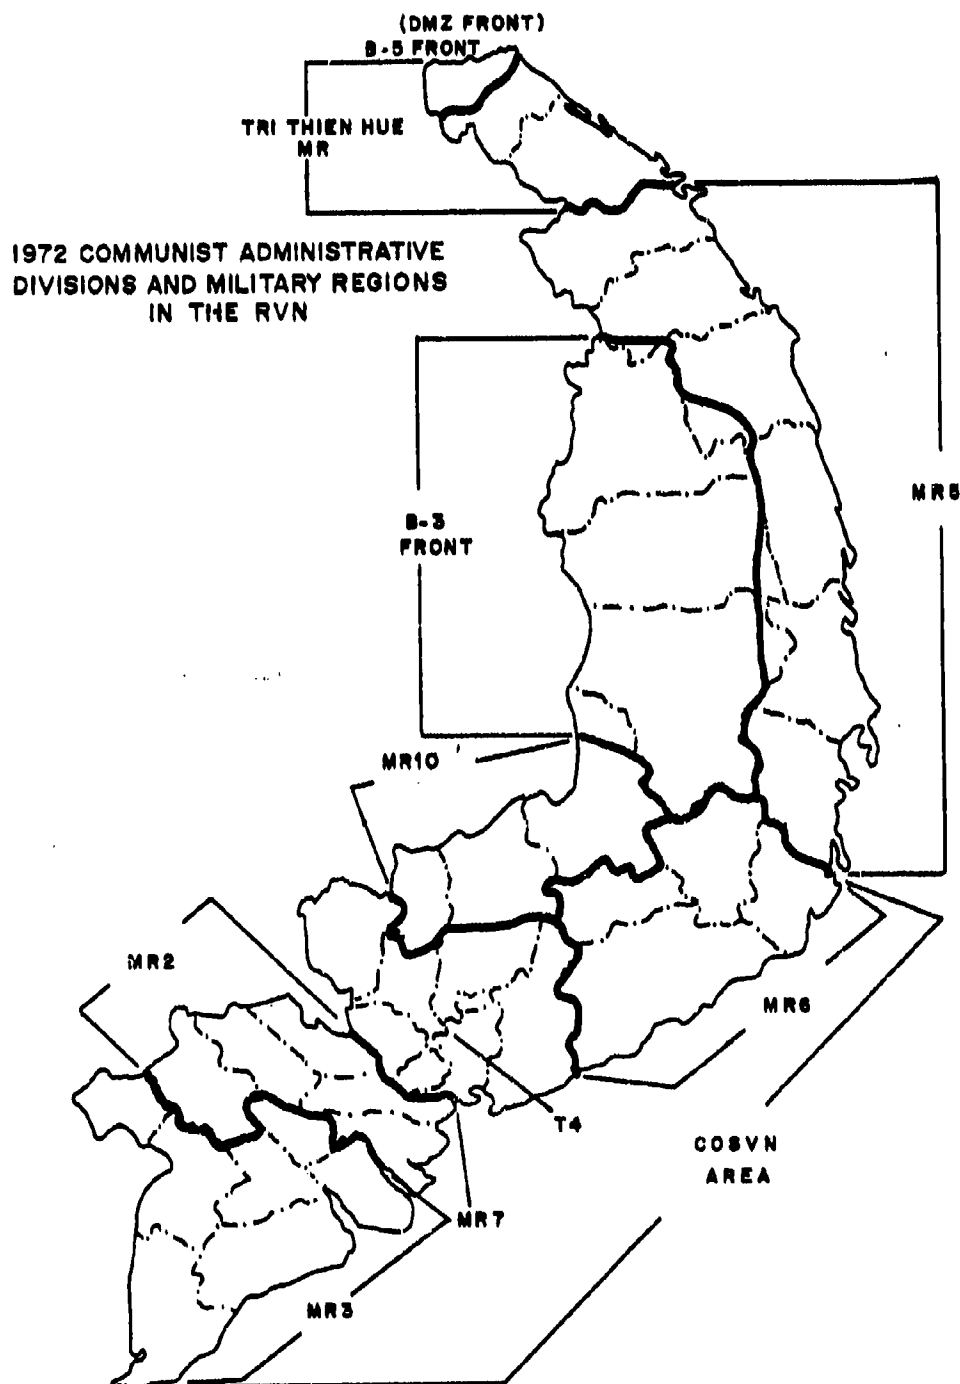 (DMZ FRONT)
B-5 FRONT
TRI THIEN HUE
MR
1972 COMMUNIST ADMINISTRATIVE
DIVISIONS AND MILITARY REGIONS
IN THE RVN
MR5
B-3
FRONT
MR10
MR2
MR6
T4
COSVN
AREA
MR7
MR3